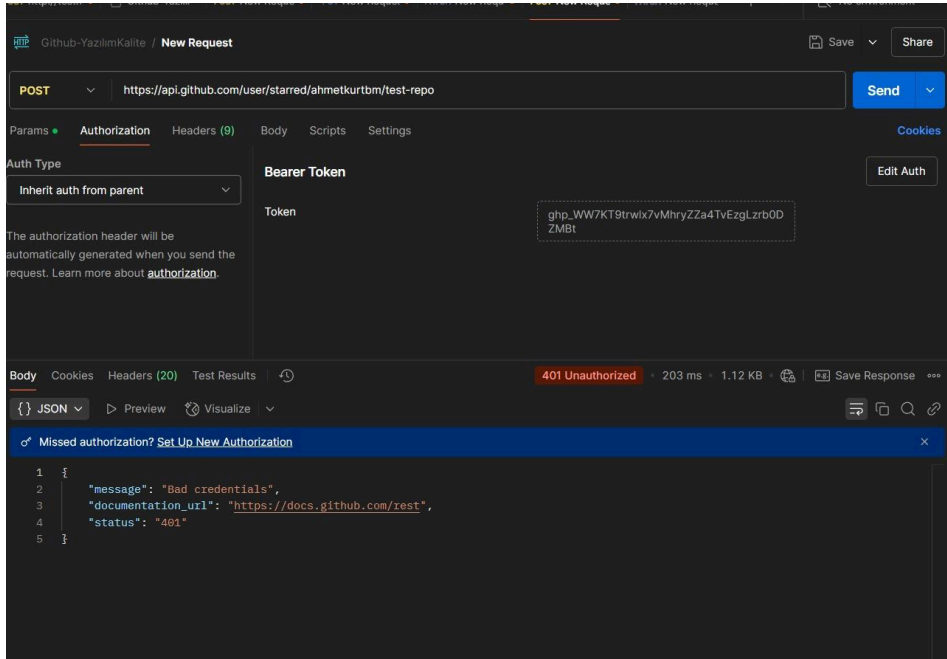 Github-YazılımKalite / New Request
Save
Share
POST
https://api.github.com/user/starred/ahmetkurtbm/test-repo
Send
Params
Authorization
Headers (9)
Body
Scripts
Settings
Cookies
Auth Type
Inherit auth from parent
The authorization header will be
automatically generated when you send the
request. Learn more about authorization.
Bearer Token
Edit Auth
Token
ghp_WW7KT9trwlx7vMhryZZa4TvEzgLzrb0D
ZMBt
Body
Cookies
Headers (20)
Test Results
401 Unauthorized
203 ms
1.12 KB
Save Response
{} JSON
Preview
Visualize
Missed authorization? Set Up New Authorization
1 {
2 "message": "Bad credentials",
3 "documentation_url": "https://docs.github.com/rest",
4 "status": "401"
5 }